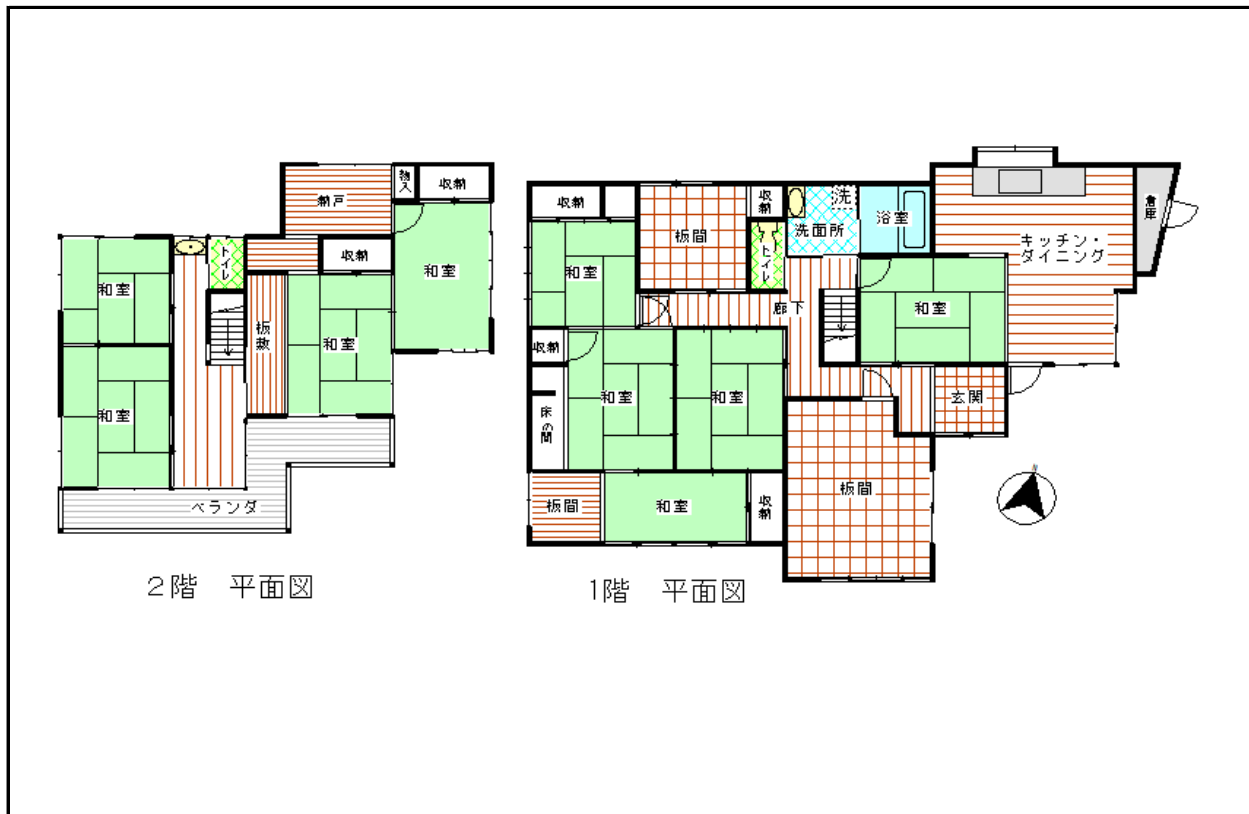 物入
収納
納戸
トイレ
収納
和室
和室
板敷
和室
和室
ベランダ
2階 平面図
収納
板間
収納
洗
洗面所
浴室
倉庫
キッチン・
ダイニング
トイレ
和室
廊下
和室
収納
床の間
和室
和室
玄関
板間
和室
収納
板間
1階 平面図
N